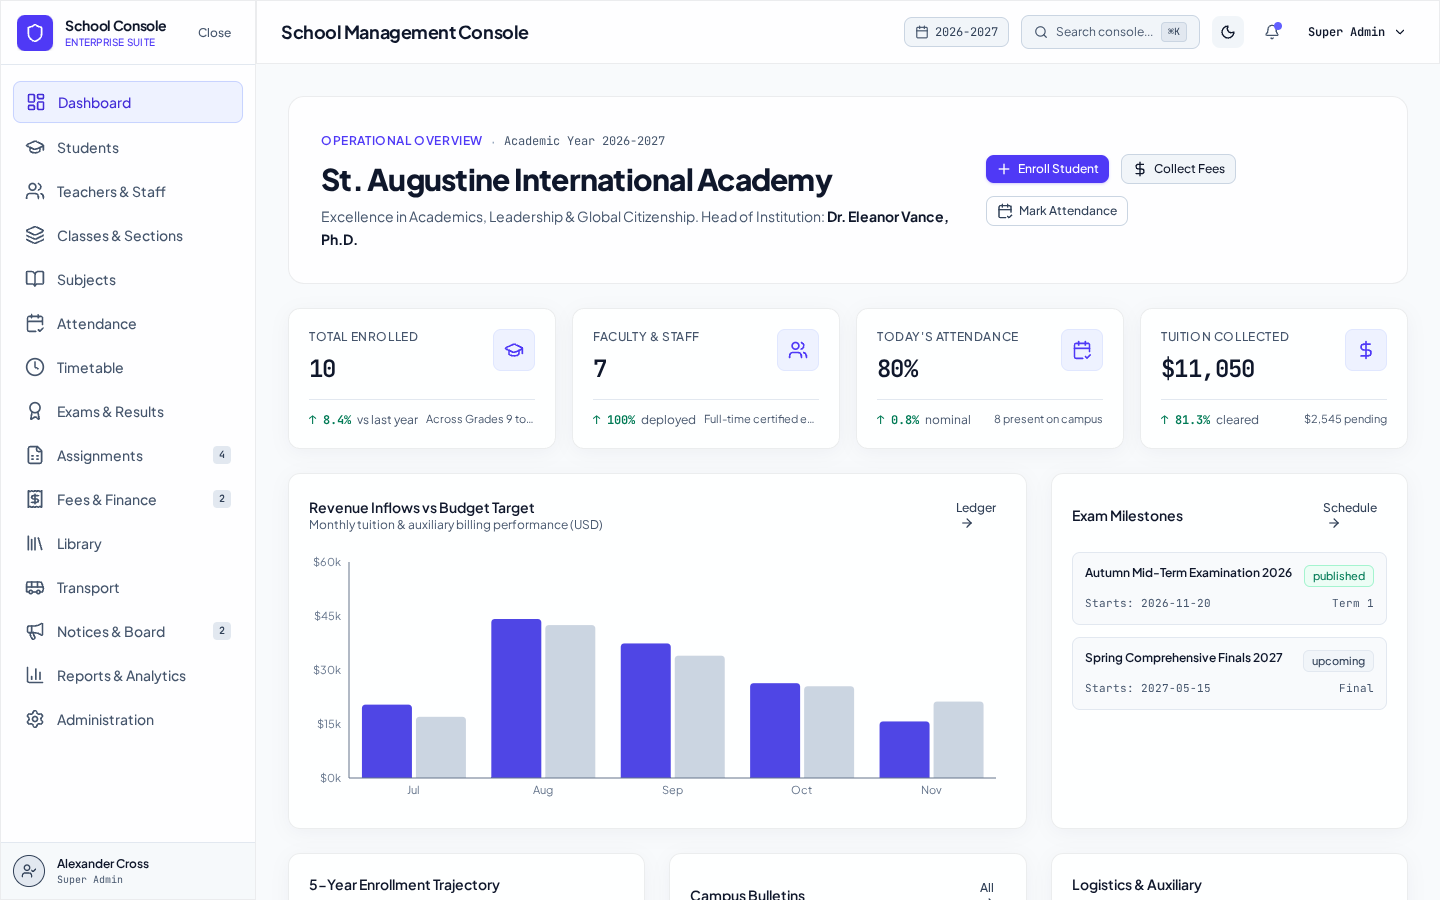 School Console
ENTERPRISE SUITE
Close
Dashboard
Students
Teachers & Staff
Classes & Sections
Subjects
Attendance
Timetable
Exams & Results
Assignments 4
Fees & Finance 2
Library
Transport
Notices & Board 2
Reports & Analytics
Administration
Alexander Cross
Super Admin
School Management Console
2026-2027
Search console... ⌘K
Super Admin
OPERATIONAL OVERVIEW · Academic Year 2026-2027
St. Augustine International Academy
Excellence in Academics, Leadership & Global Citizenship. Head of Institution: Dr. Eleanor Vance,
Ph.D.
Enroll Student
Collect Fees
Mark Attendance
TOTAL ENROLLED
10
↑ 8.4% vs last year Across Grades 9 to...
FACULTY & STAFF
7
↑ 100% deployed Full-time certified e...
TODAY'S ATTENDANCE
80%
↑ 0.8% nominal 8 present on campus
TUITION COLLECTED
$11,050
↑ 81.3% cleared $2,545 pending
Revenue Inflows vs Budget Target
Monthly tuition & auxiliary billing performance (USD)
Ledger
→
$60k
$45k
$30k
$15k
$0k
Jul Aug Sep Oct Nov
Exam Milestones
Schedule
→
Autumn Mid-Term Examination 2026 published
Starts: 2026-11-20 Term 1
Spring Comprehensive Finals 2027 upcoming
Starts: 2027-05-15 Final
5-Year Enrollment Trajectory
Campus Bulletins
All
Logistics & Auxiliary